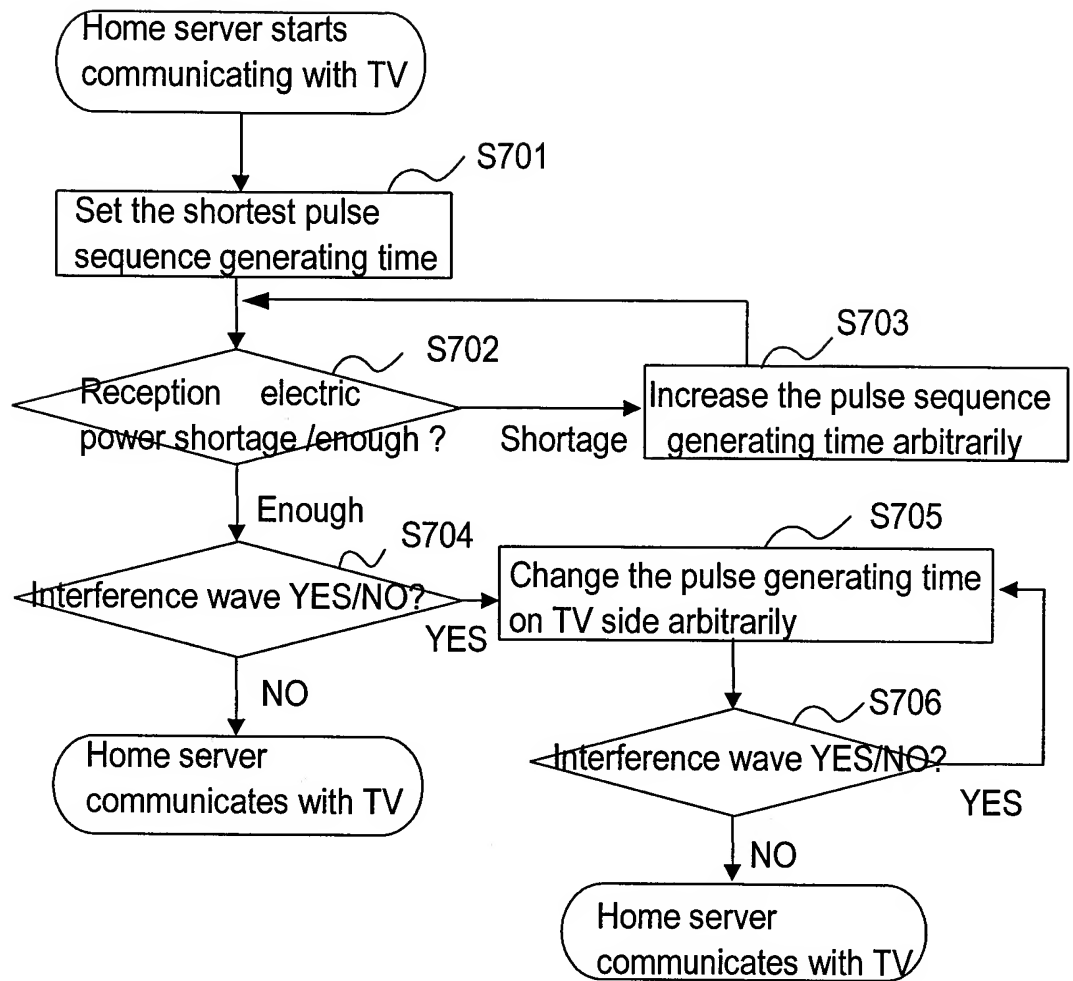 Home server starts
communicating with TV
S701
Set the shortest pulse
sequence generating time
S702
Reception electric
power shortage /enough ?
Shortage
S703
Increase the pulse sequence
generating time arbitrarily
Enough
S704
Interference wave YES/NO?
YES
S705
Change the pulse generating time
on TV side arbitrarily
NO
Home server
communicates with TV
S706
Interference wave YES/NO?
YES
NO
Home server
communicates with TV